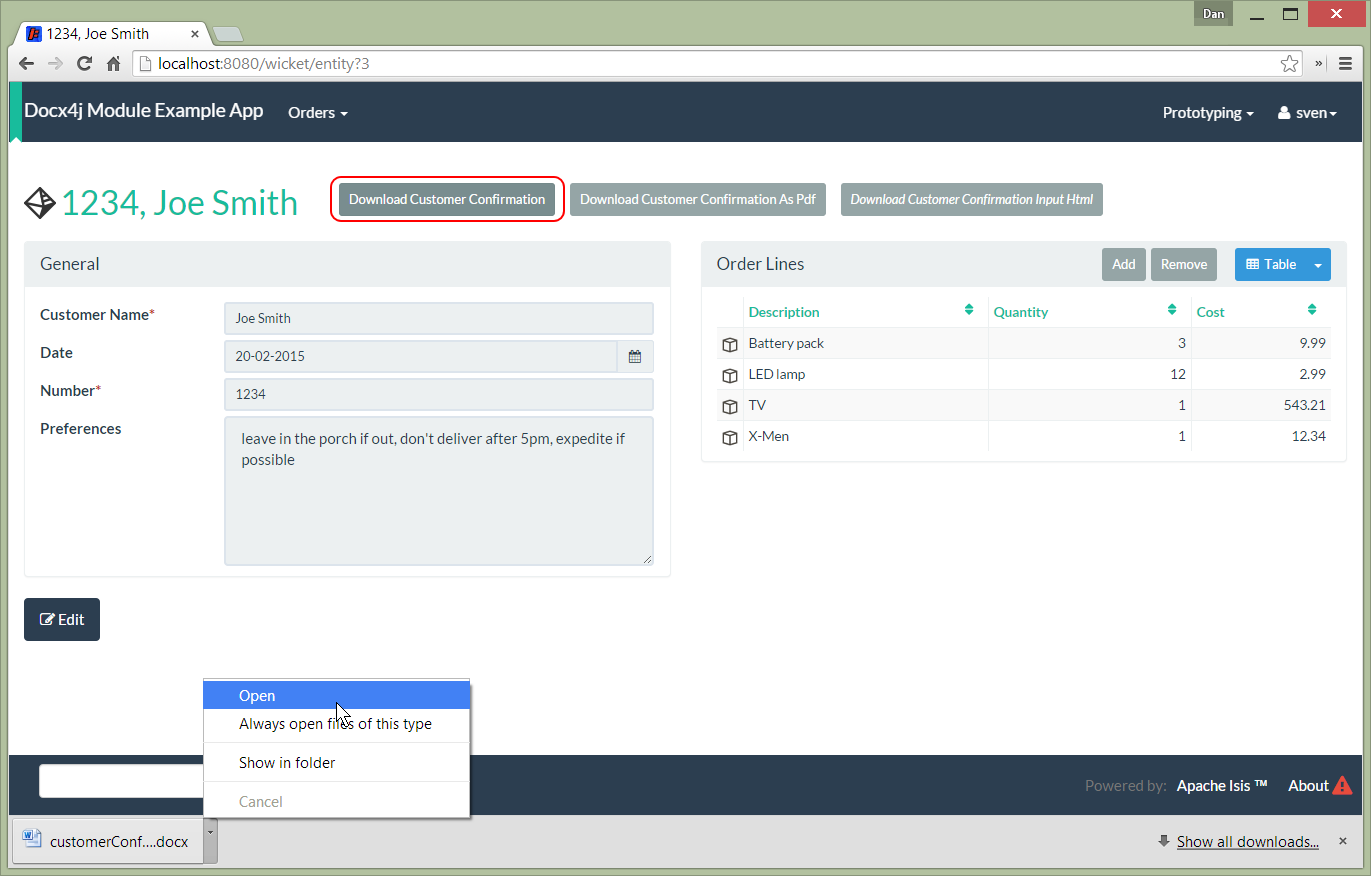 Dan
1234, Joe Smith
localhost:8080/wicket/entity?3
Docx4j Module Example App
Orders
Prototyping
sven
1234, Joe Smith
Download Customer Confirmation
Download Customer Confirmation As Pdf
Download Customer Confirmation Input Html
General
Customer Name*
Joe Smith
Date
20-02-2015
Number*
1234
Preferences
leave in the porch if out, don't deliver after 5pm, expedite if
possible
Edit
Order Lines
Add
Remove
Table
Description Quantity Cost
Battery pack 3 9.99
LED lamp 12 2.99
TV 1 543.21
X-Men 1 12.34
Open
Always open files of this type
Show in folder
Cancel
Powered by: Apache Isis ™ About
customerConf....docx
Show all downloads...